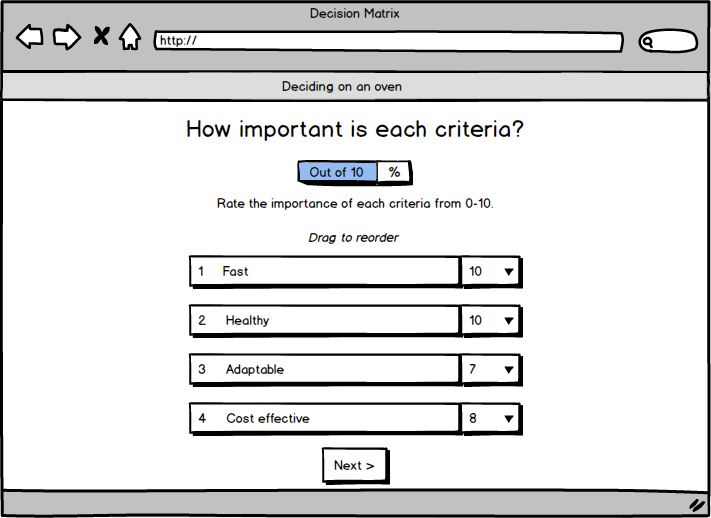 Decision Matrix
http://
Deciding on an oven
How important is each criteria?
Out of 10 %
Rate the importance of each criteria from 0-10.
Drag to reorder
1 Fast 10
2 Healthy 10
3 Adaptable 7
4 Cost effective 8
Next >